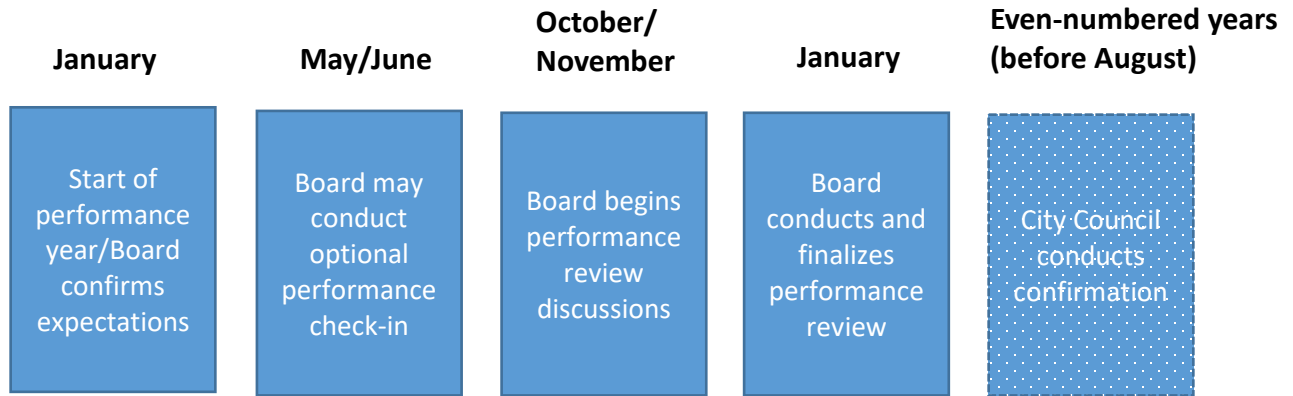 January
Start of
performance
year/Board
confirms
expectations
May/June
Board may
conduct
optional
performance
check-in
October/
November
Board begins
performance
review
discussions
January
Board
conducts and
finalizes
performance
review
Even-numbered years
(before August)
City Council
conducts
confirmation